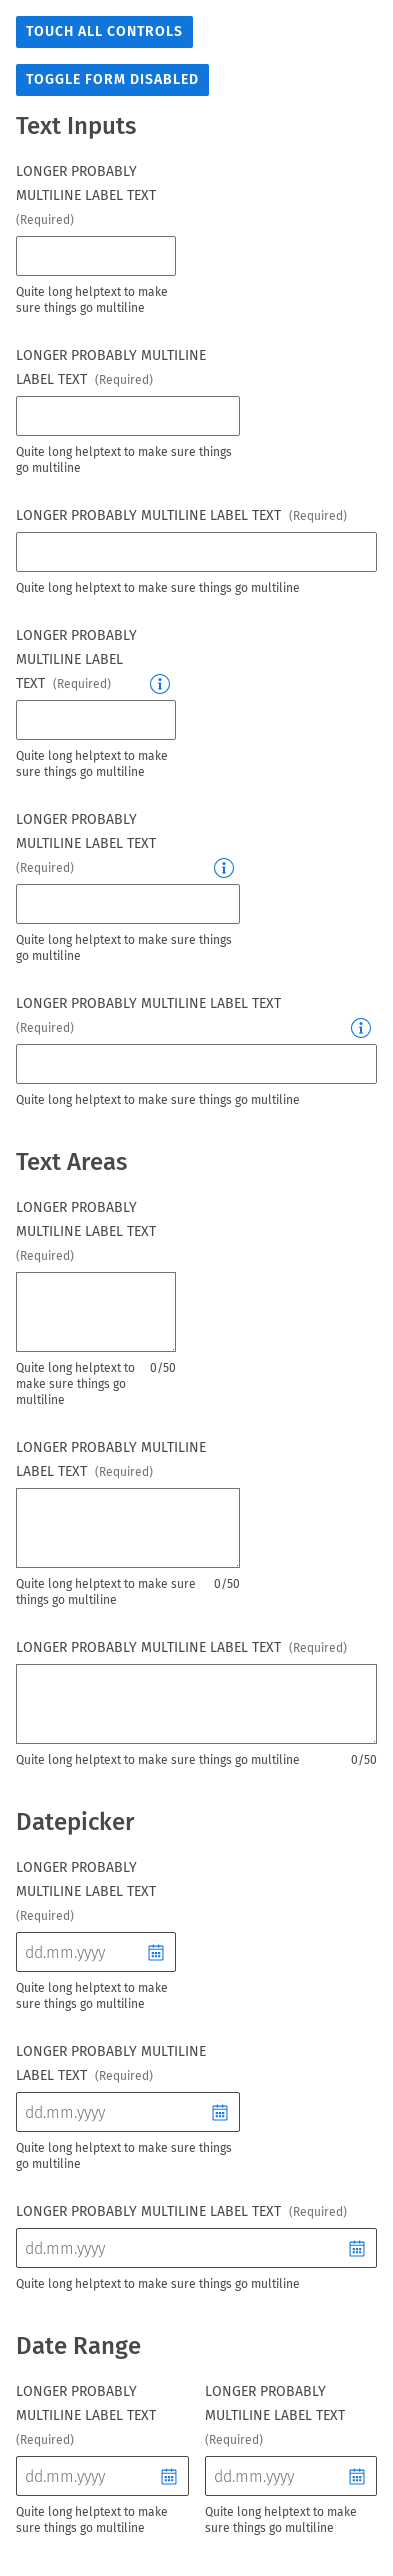 TOUCH ALL CONTROLS
TOGGLE FORM DISABLED
Text Inputs
LONGER PROBABLY
MULTILINE LABEL TEXT
(Required)
Quite long helptext to make
sure things go multiline
LONGER PROBABLY MULTILINE
LABEL TEXT (Required)
Quite long helptext to make sure things
go multiline
LONGER PROBABLY MULTILINE LABEL TEXT (Required)
Quite long helptext to make sure things go multiline
LONGER PROBABLY
MULTILINE LABEL
TEXT (Required)
Quite long helptext to make
sure things go multiline
LONGER PROBABLY
MULTILINE LABEL TEXT
(Required)
Quite long helptext to make sure things
go multiline
LONGER PROBABLY MULTILINE LABEL TEXT
(Required)
Quite long helptext to make sure things go multiline
Text Areas
LONGER PROBABLY
MULTILINE LABEL TEXT
(Required)
Quite long helptext to 0/50
make sure things go
multiline
LONGER PROBABLY MULTILINE
LABEL TEXT (Required)
Quite long helptext to make sure 0/50
things go multiline
LONGER PROBABLY MULTILINE LABEL TEXT (Required)
Quite long helptext to make sure things go multiline 0/50
Datepicker
LONGER PROBABLY
MULTILINE LABEL TEXT
(Required)
dd.mm.yyyy
Quite long helptext to make
sure things go multiline
LONGER PROBABLY MULTILINE
LABEL TEXT (Required)
dd.mm.yyyy
Quite long helptext to make sure things
go multiline
LONGER PROBABLY MULTILINE LABEL TEXT (Required)
dd.mm.yyyy
Quite long helptext to make sure things go multiline
Date Range
LONGER PROBABLY
MULTILINE LABEL TEXT
(Required)
dd.mm.yyyy
Quite long helptext to make
sure things go multiline
LONGER PROBABLY
MULTILINE LABEL TEXT
(Required)
dd.mm.yyyy
Quite long helptext to make
sure things go multiline